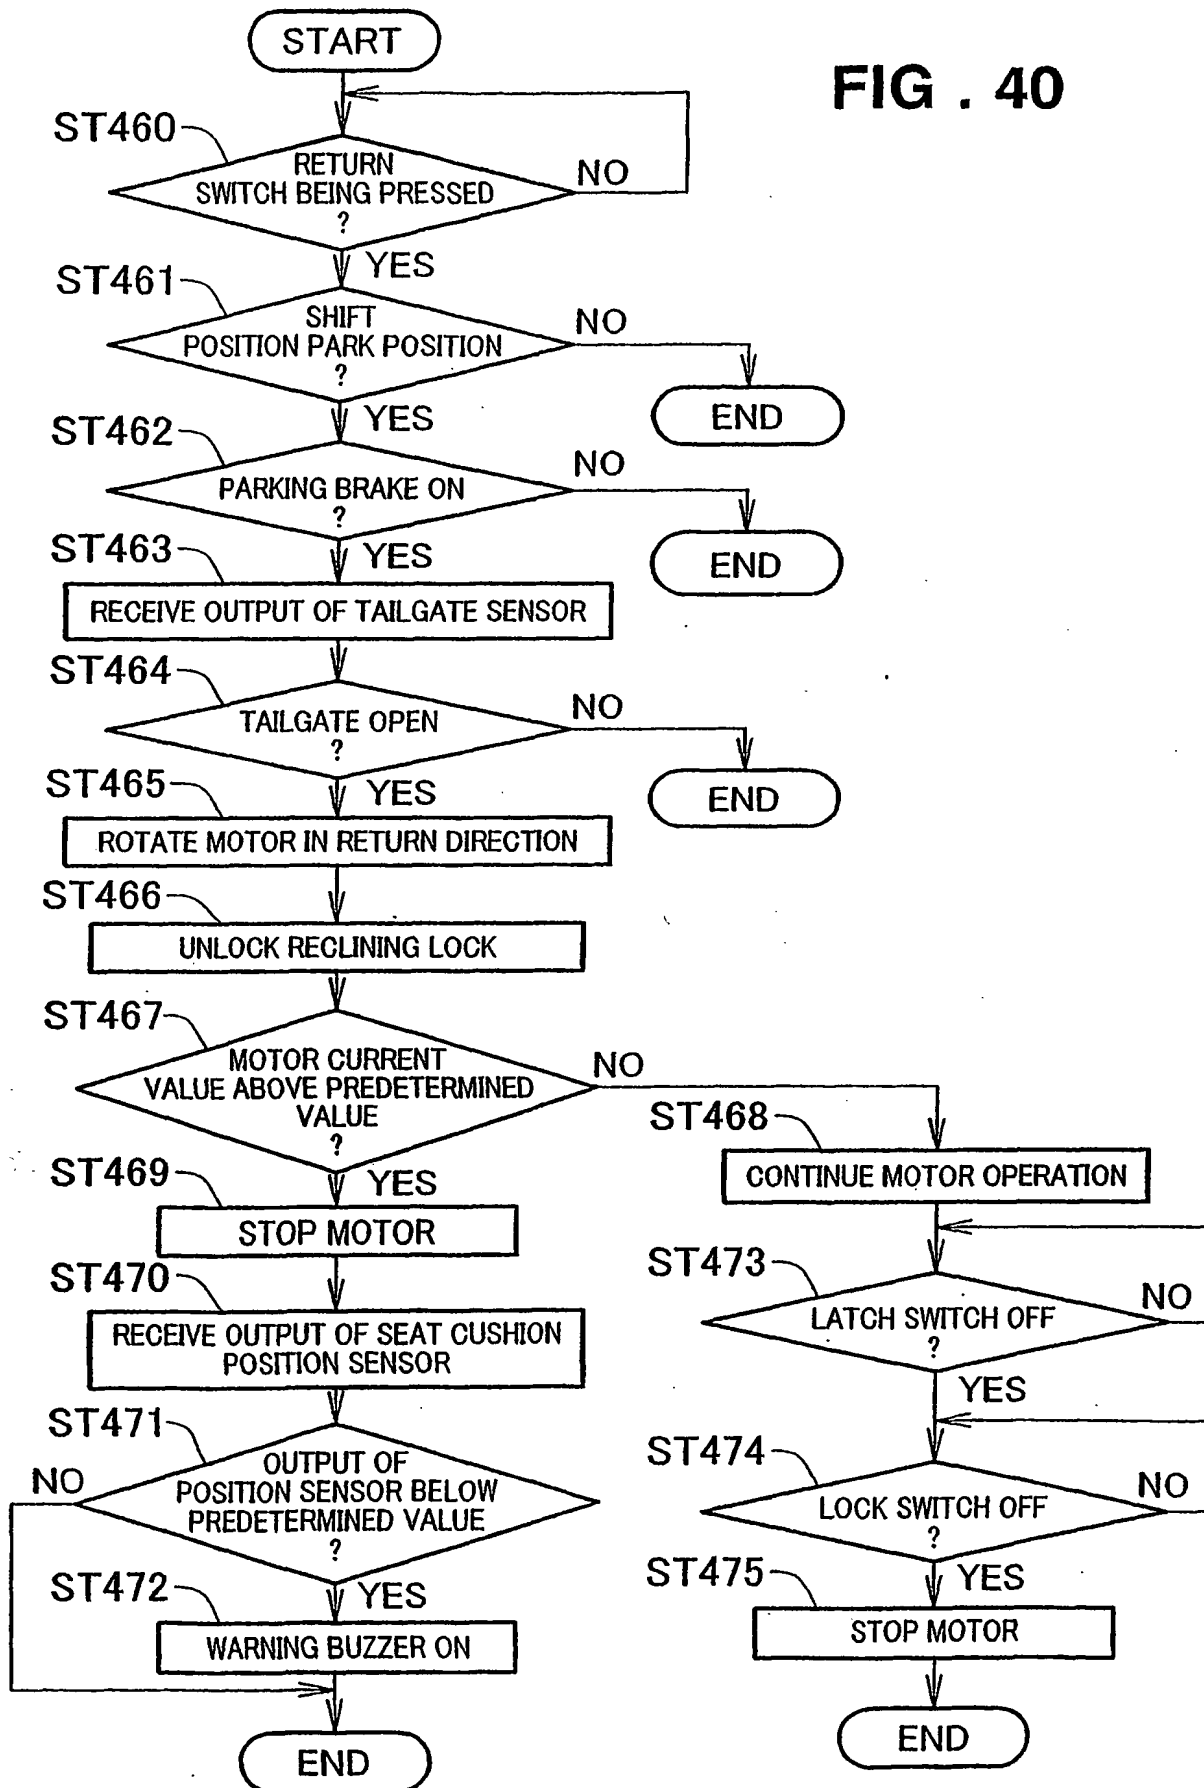 START
FIG . 40
ST460
RETURN
SWITCH BEING PRESSED
?
NO
YES
ST461
SHIFT
POSITION PARK POSITION
?
NO
END
YES
ST462
PARKING BRAKE ON
?
NO
END
YES
ST463
RECEIVE OUTPUT OF TAILGATE SENSOR
ST464
TAILGATE OPEN
?
NO
END
YES
ST465
ROTATE MOTOR IN RETURN DIRECTION
ST466
UNLOCK RECLINING LOCK
ST467
MOTOR CURRENT
VALUE ABOVE PREDETERMINED
VALUE
?
NO
YES
ST469
STOP MOTOR
ST470
RECEIVE OUTPUT OF SEAT CUSHION
POSITION SENSOR
ST471
OUTPUT OF
POSITION SENSOR BELOW
PREDETERMINED VALUE
?
NO
YES
ST472
WARNING BUZZER ON
END
ST468
CONTINUE MOTOR OPERATION
ST473
LATCH SWITCH OFF
?
NO
YES
ST474
LOCK SWITCH OFF
?
NO
YES
ST475
STOP MOTOR
END